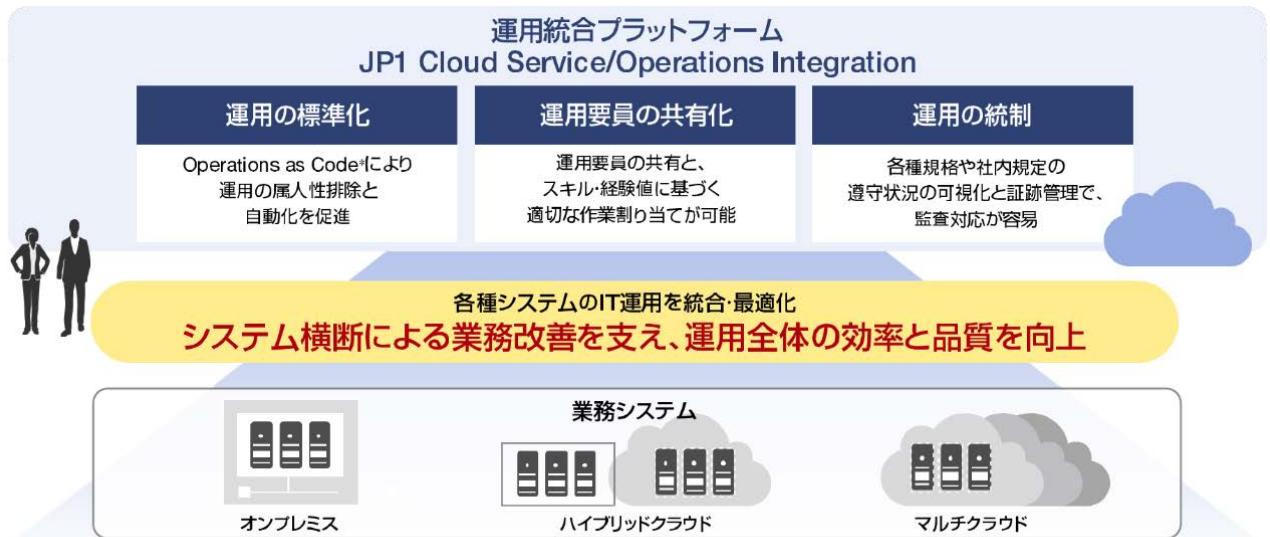 運用統合プラットフォーム
JP1 Cloud Service/Operations Integration
運用の標準化
Operations as Code*により
運用の属人性排除と
自動化を促進
運用要員の共有化
運用要員の共有と、
スキル・経験値に基づく
適切な作業割り当てが可能
運用の統制
各種規格や社内規定の
遵守状況の可視化と証跡管理で、
監査対応が容易
各種システムのIT運用を統合・最適化
システム横断による業務改善を支え、運用全体の効率と品質を向上
業務システム
オンプレミス
ハイブリッドクラウド
マルチクラウド